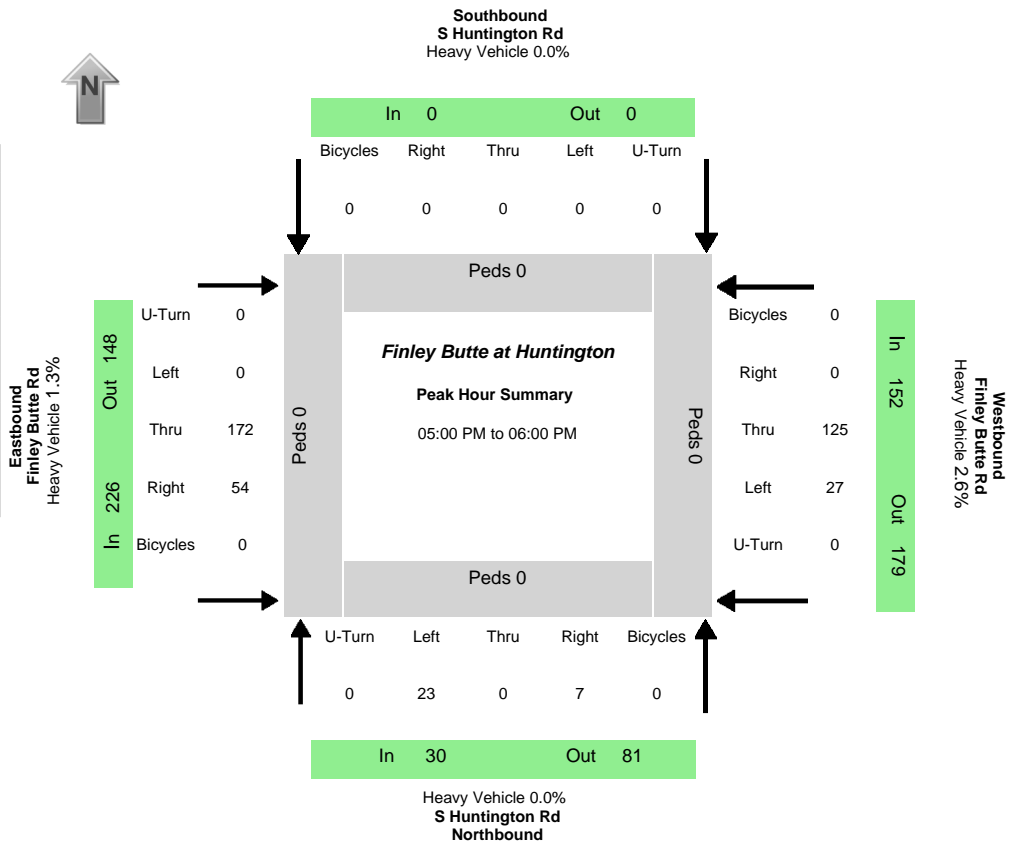 Southbound
S Huntington Rd
Heavy Vehicle 0.0%
N
In 0 Out 0
Bicycles Right Thru Left U-Turn
0 0 0 0 0
Peds 0
Eastbound
Finley Butte Rd
Heavy Vehicle 1.3%
In 226 Out 148
U-Turn 0
Left 0
Thru 172
Right 54
Bicycles 0
Peds 0
Finley Butte at Huntington
Peak Hour Summary
05:00 PM to 06:00 PM
Peds 0
Bicycles 0
Right 0
Thru 125
Left 27
U-Turn 0
In 152 Out 179
Westbound
Finley Butte Rd
Heavy Vehicle 2.6%
Peds 0
U-Turn Left Thru Right Bicycles
0 23 0 7 0
In 30 Out 81
Heavy Vehicle 0.0%
S Huntington Rd
Northbound